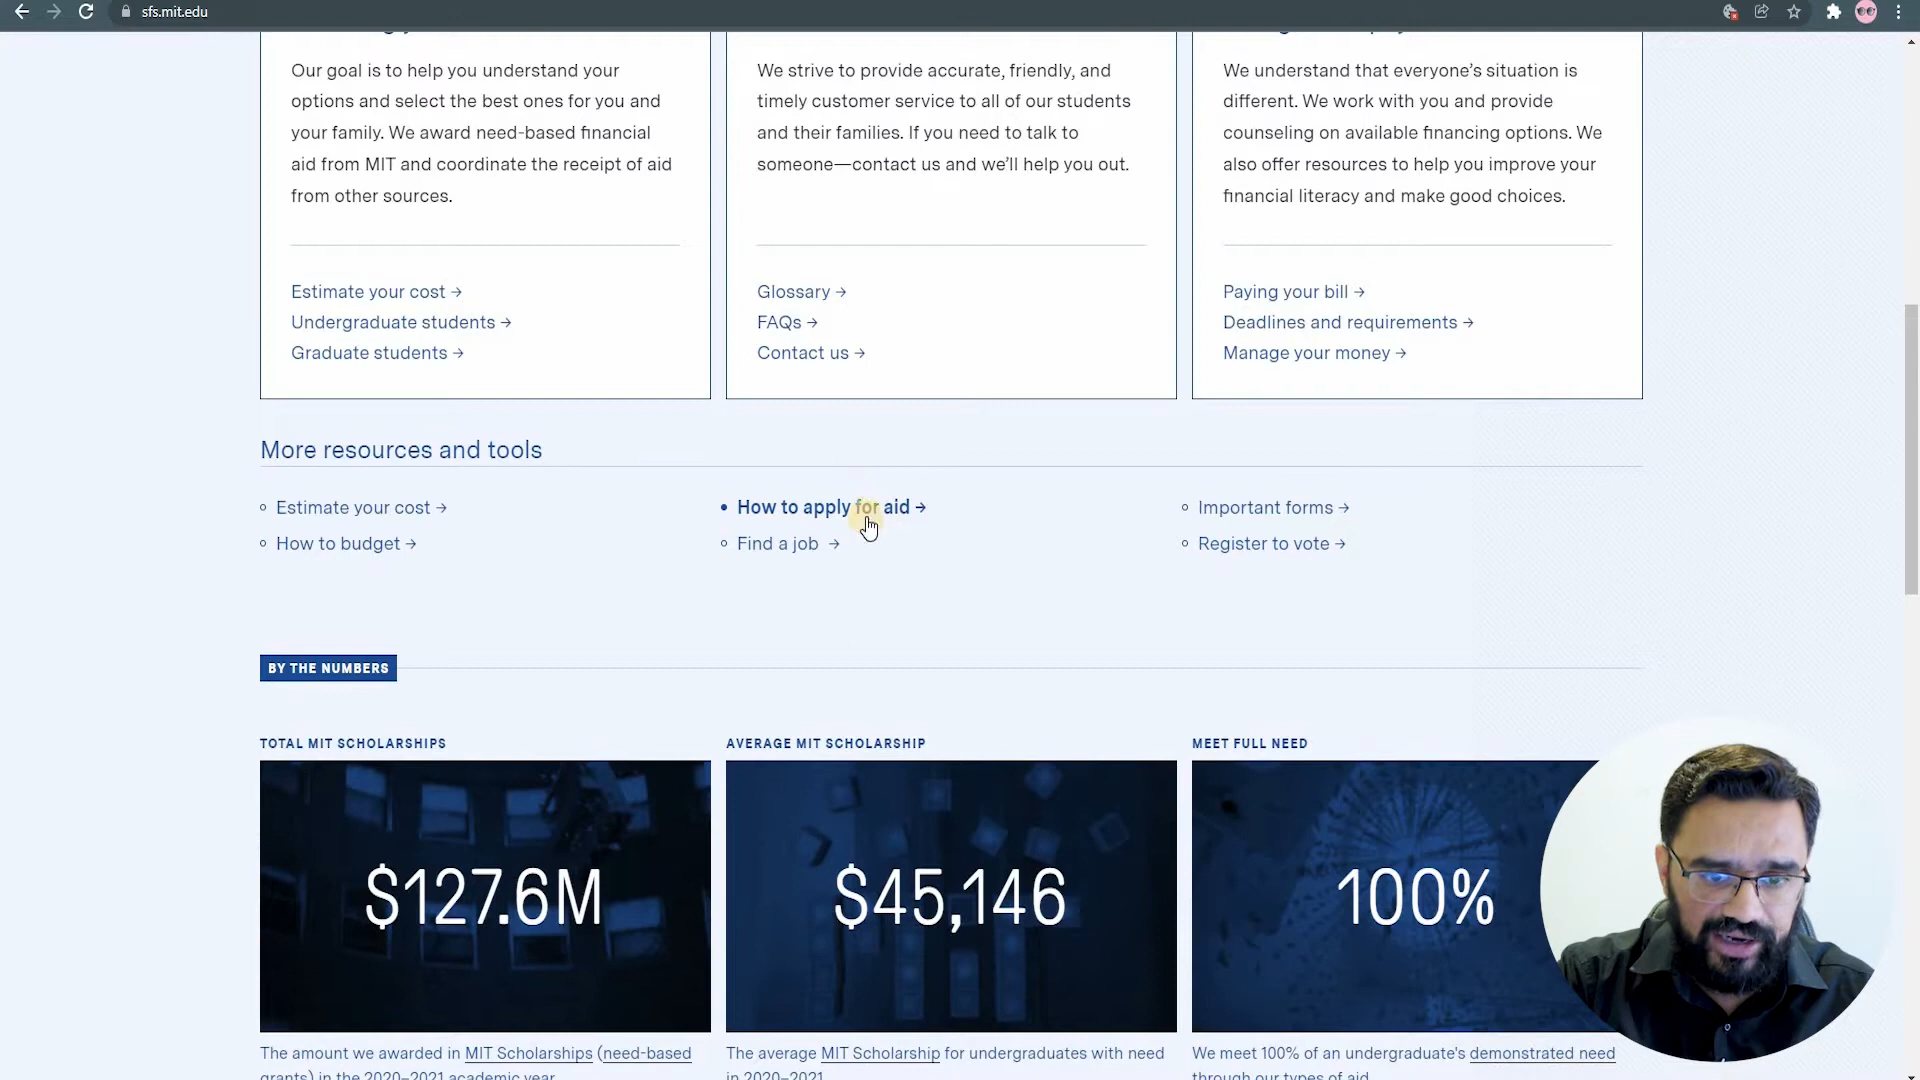 sfs.mit.edu
Our goal is to help you understand your
options and select the best ones for you and
your family. We award need-based financial
aid from MIT and coordinate the receipt of aid
from other sources.
Estimate your cost →
Undergraduate students →
Graduate students →
We strive to provide accurate, friendly, and
timely customer service to all of our students
and their families. If you need to talk to
someone—contact us and we’ll help you out.
Glossary →
FAQs →
Contact us →
We understand that everyone’s situation is
different. We work with you and provide
counseling on available financing options. We
also offer resources to help you improve your
financial literacy and make good choices.
Paying your bill →
Deadlines and requirements →
Manage your money →
More resources and tools
Estimate your cost →
How to budget →
How to apply for aid →
Find a job →
Important forms →
Register to vote →
BY THE NUMBERS
TOTAL MIT SCHOLARSHIPS
$127.6M
The amount we awarded in MIT Scholarships (need-based
grants) in the 2020–2021 academic year
AVERAGE MIT SCHOLARSHIP
$45,146
The average MIT Scholarship for undergraduates with need
in 2020–2021
MEET FULL NEED
100%
We meet 100% of an undergraduate's demonstrated need
through our types of aid